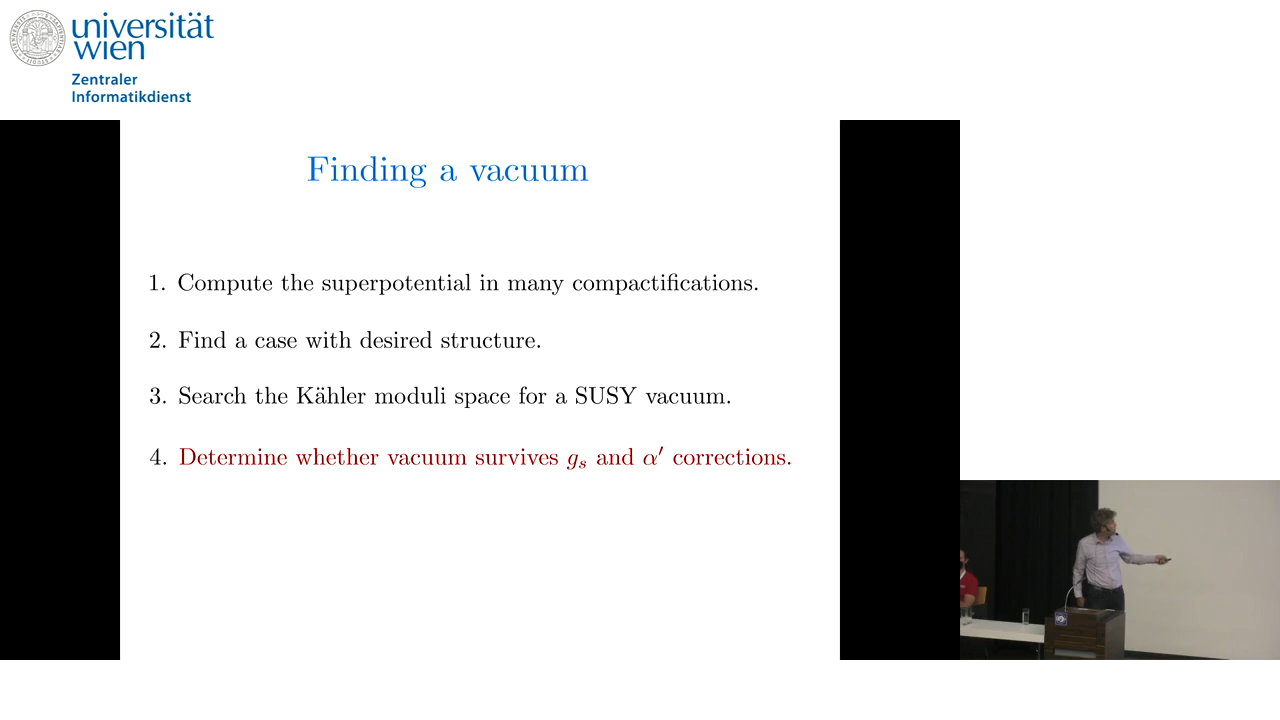 universität
wien
Zentraler
Informatikdienst
Finding a vacuum
1. Compute the superpotential in many compactifications.
2. Find a case with desired structure.
3. Search the Kähler moduli space for a SUSY vacuum.
4. Determine whether vacuum survives gₛ and α′ corrections.